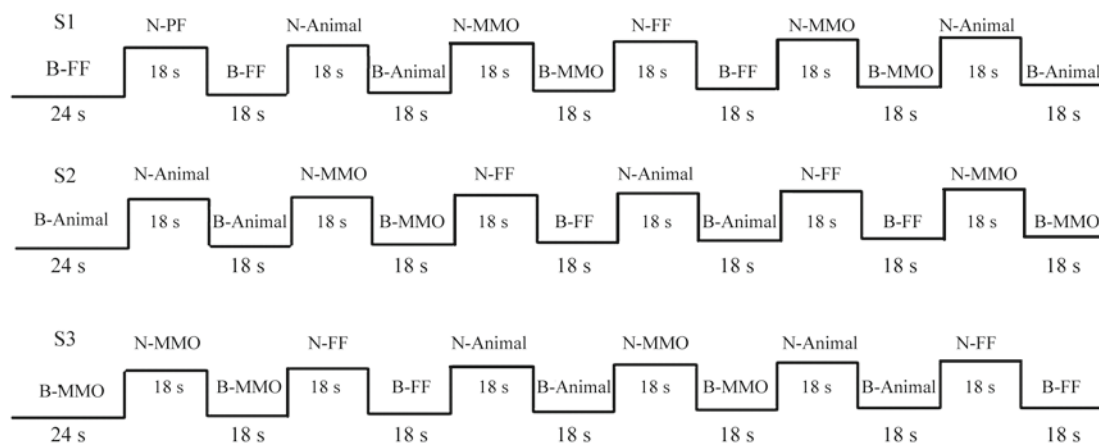 S1 N-PF N-Animal N-MMO N-FF N-MMO N-Animal
B-FF 18 s B-FF 18 s B-Animal 18 s B-MMO 18 s B-FF 18 s B-MMO 18 s B-Animal
24 s 18 s 18 s 18 s 18 s 18 s 18 s
S2 N-Animal N-MMO N-FF N-Animal N-FF N-MMO
B-Animal 18 s B-Animal 18 s B-MMO 18 s B-FF 18 s B-Animal 18 s B-FF 18 s B-MMO
24 s 18 s 18 s 18 s 18 s 18 s 18 s
S3 N-MMO N-FF N-Animal N-MMO N-Animal N-FF
B-MMO 18 s B-MMO 18 s B-FF 18 s B-Animal 18 s B-MMO 18 s B-Animal 18 s B-FF
24 s 18 s 18 s 18 s 18 s 18 s 18 s